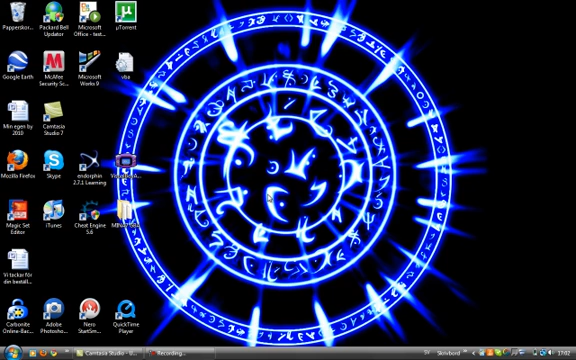 Papperskor...
Packard Bell
Updator
Microsoft
Office - test...
µTorrent
Google Earth
McAfee
Security Sc...
Microsoft
Works 9
vba
Min egen by
2010
Camtasia
Studio 7
Mozilla Firefox
Skype
endorphin
2.7.1 Learning
Magic Set
Editor
iTunes
Cheat Engine
5.6
Vi tackar för
din beställ...
Carbonite
Online-Bac...
Adobe
Photosho...
Nero
StartSm...
QuickTime
Player
Camtasia Studio - U...
Recording...
SV
Skrivbord
17:02